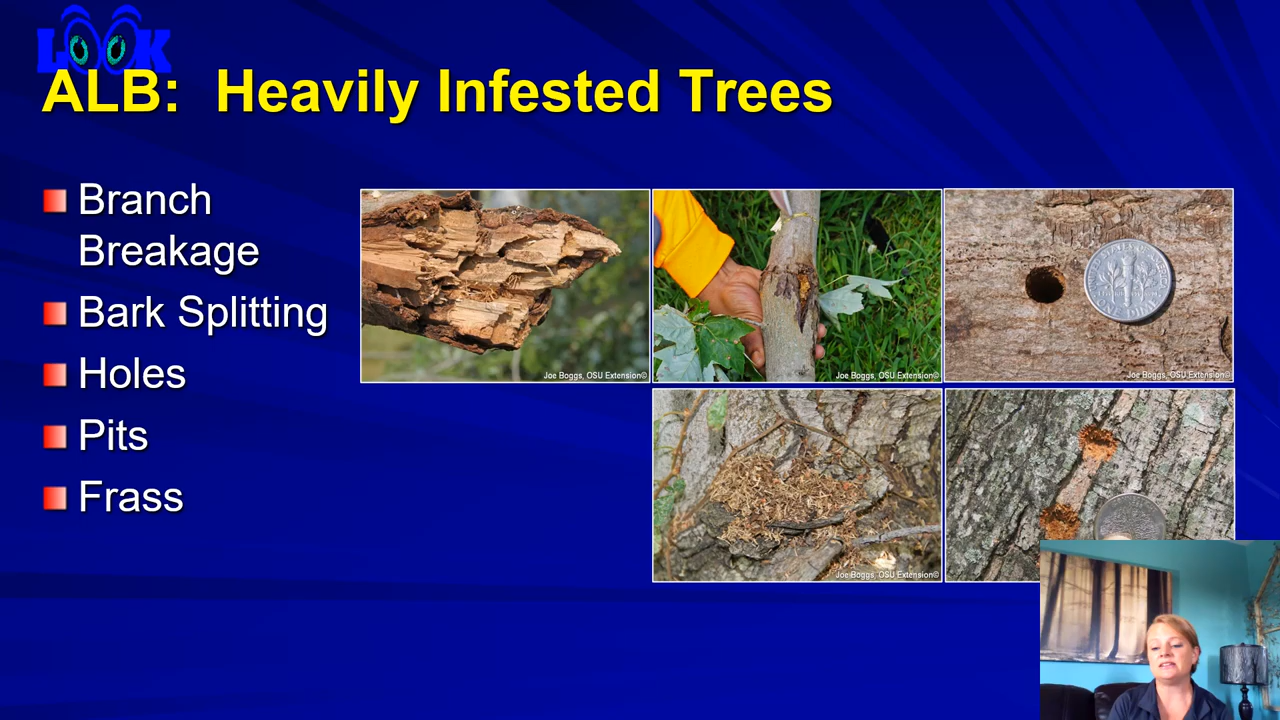 LOOK
ALB: Heavily Infested Trees
Branch
Breakage
Bark Splitting
Holes
Pits
Frass
Joe Boggs, OSU Extension©
Joe Boggs, OSU Extension©
Joe Boggs, OSU Extension©
Joe Boggs, OSU Extension©